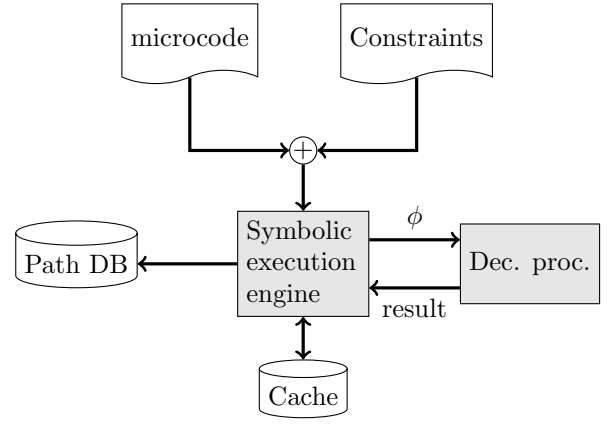 microcode
Constraints
+
Symbolic
execution
engine
ϕ
Path DB
Dec. proc.
result
Cache